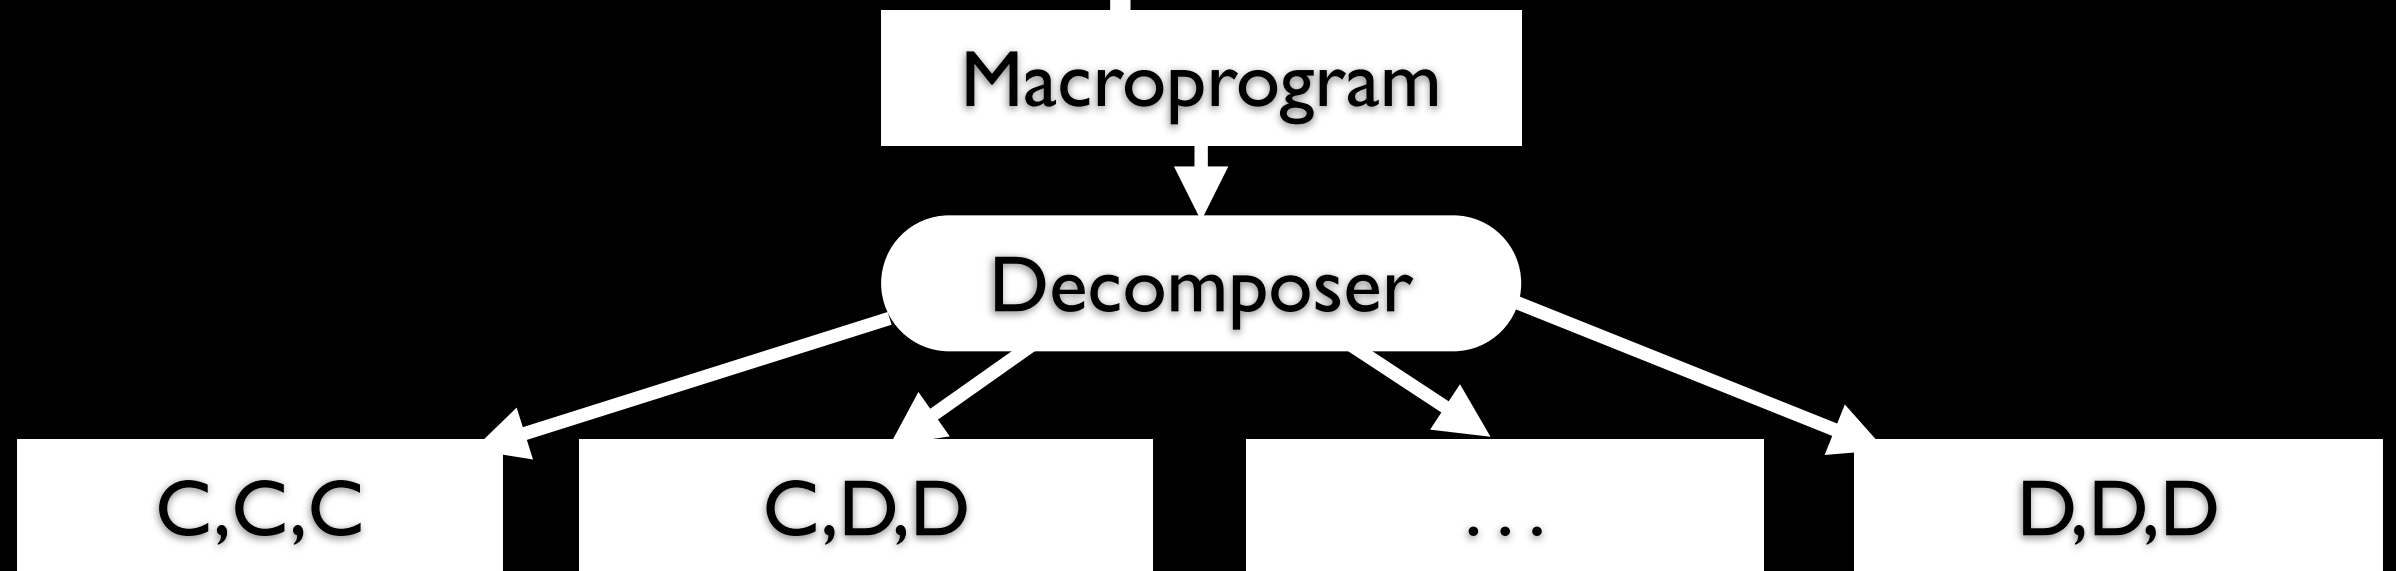 Macroprogram
Decomposer
C,C,C
C,D,D
...
D,D,D